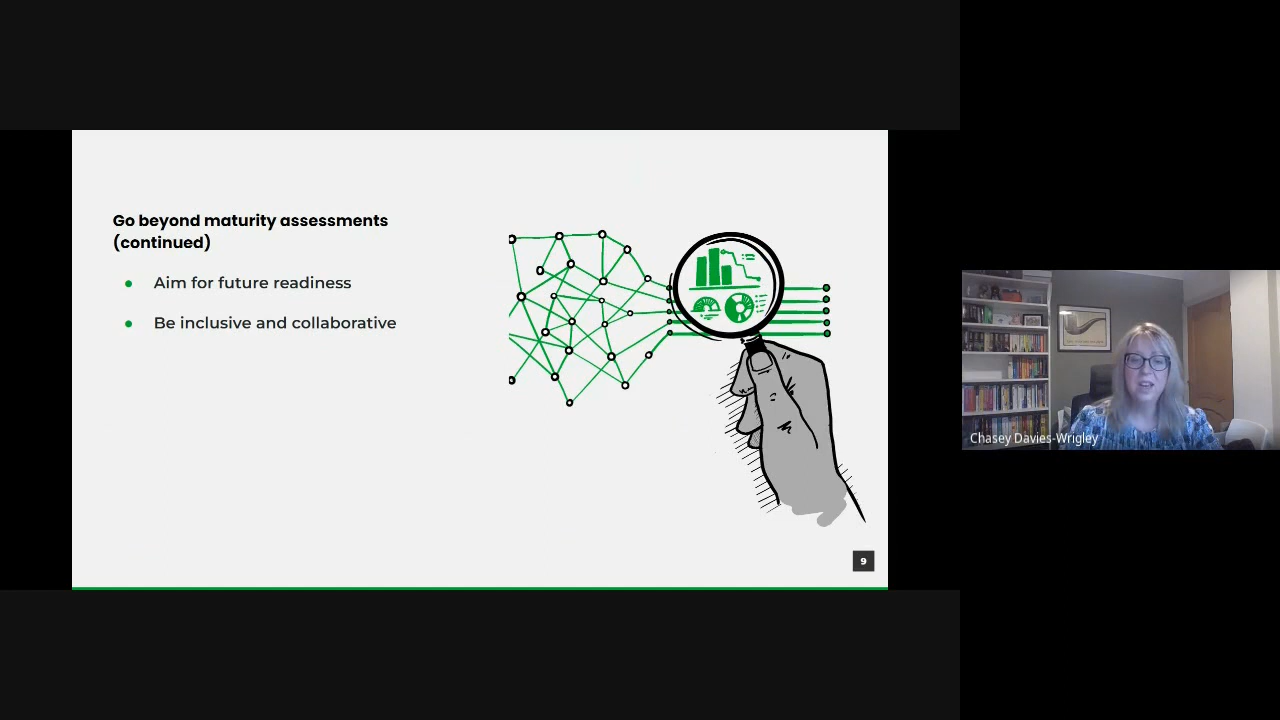 Go beyond maturity assessments
(continued)
Aim for future readiness
Be inclusive and collaborative
9
Chasey Davies-Wrigley